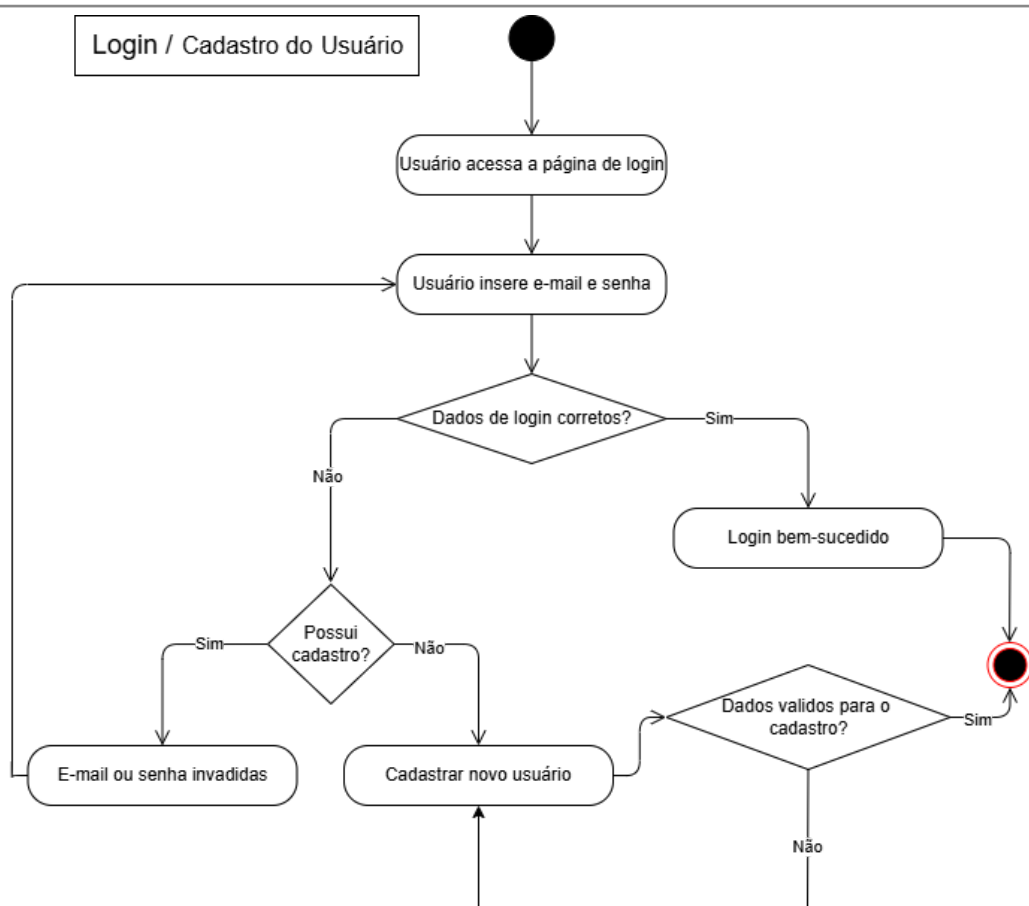 Login / Cadastro do Usuário
Usuário acessa a página de login
Usuário insere e-mail e senha
Dados de login corretos?
Sim
Não
Login bem-sucedido
Possui
cadastro?
Sim
Não
Dados validos para o
cadastro?
Sim
E-mail ou senha invadidas
Cadastrar novo usuário
Não